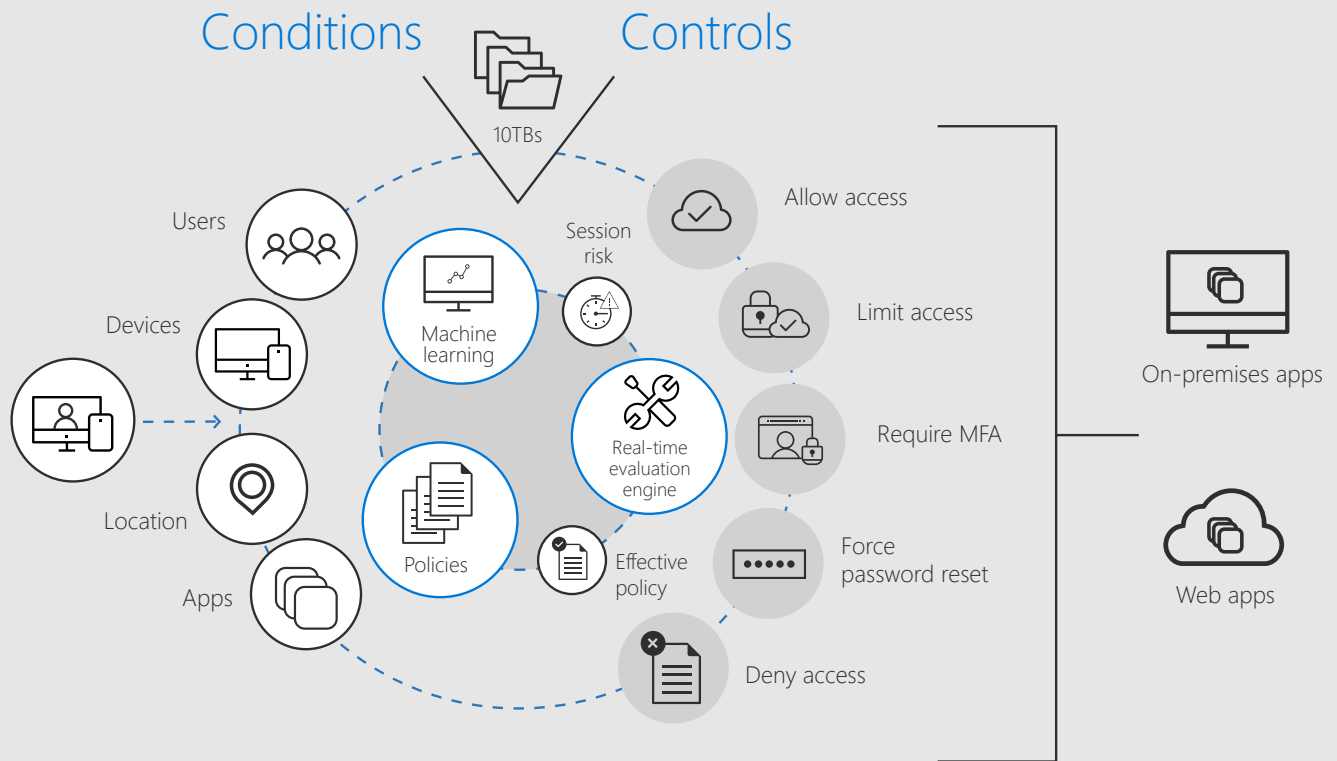 Conditions
Controls
10TBs
Users
Devices
Location
Apps
Machine
learning
Session
risk
Real-time
evaluation
engine
Policies
Effective
policy
Allow access
Limit access
Require MFA
Force
password reset
Deny access
On-premises apps
Web apps